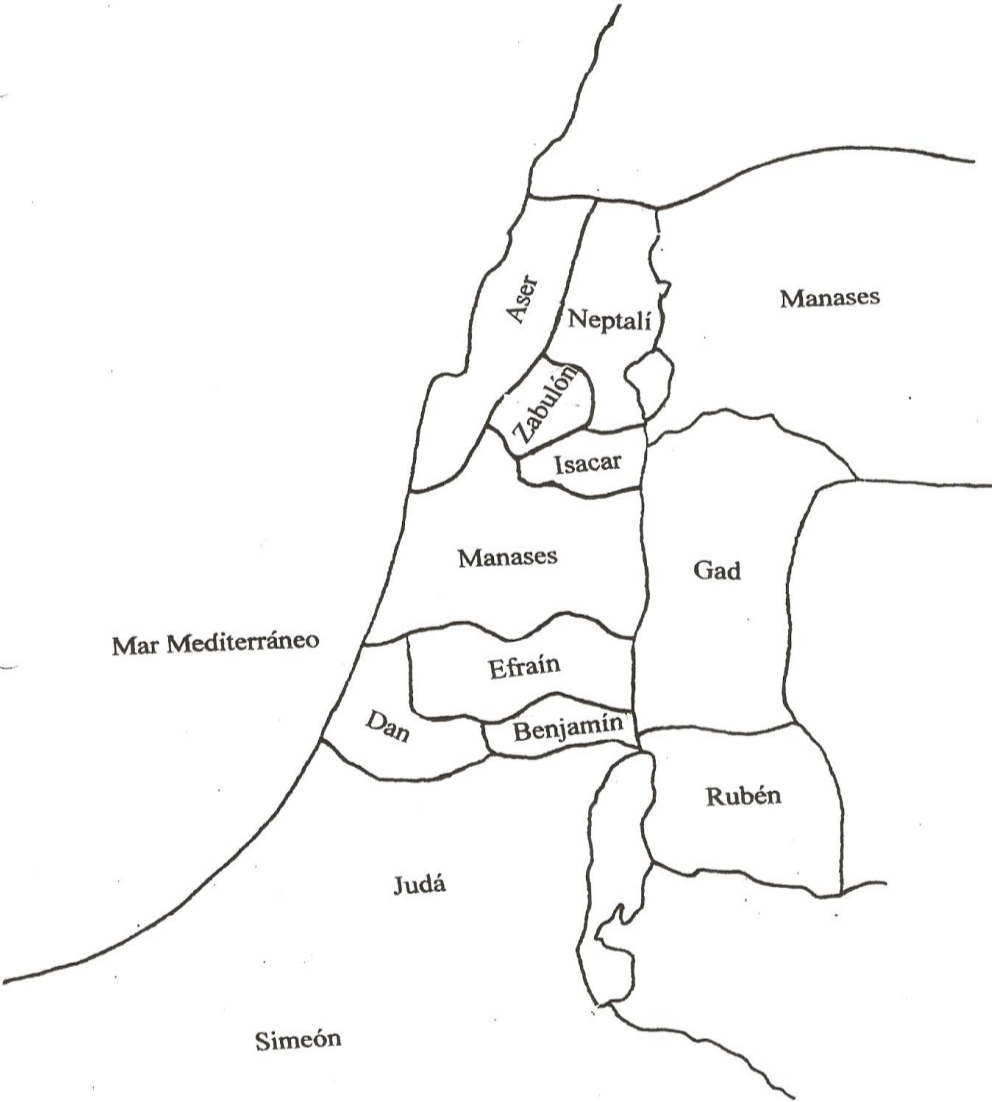 Aser
Neptalí
Manases
Zabulón
Isacar
Manases
Gad
Mar Mediterráneo
Efraín
Dan
Benjamín
Rubén
Judá
Simeón